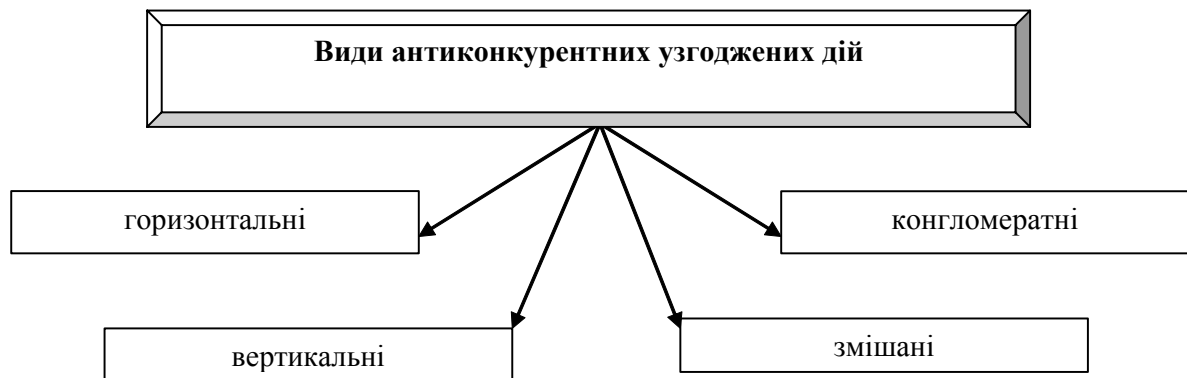 Види антиконкурентних узгоджених дій
горизонтальні
конгломератні
вертикальні
змішані